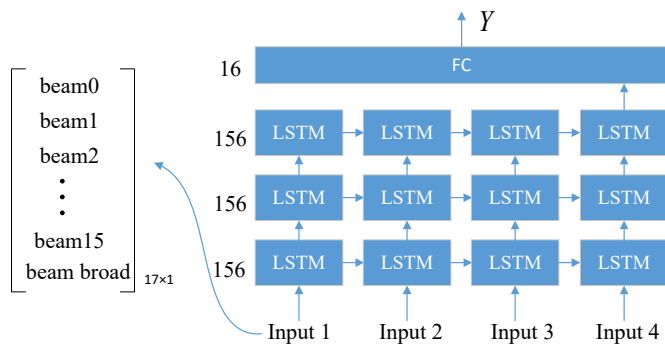 Y
16 FC
beam0
beam1
beam2
beam15
beam broad
17×1
156 LSTM LSTM LSTM LSTM
156 LSTM LSTM LSTM LSTM
156 LSTM LSTM LSTM LSTM
Input 1 Input 2 Input 3 Input 4